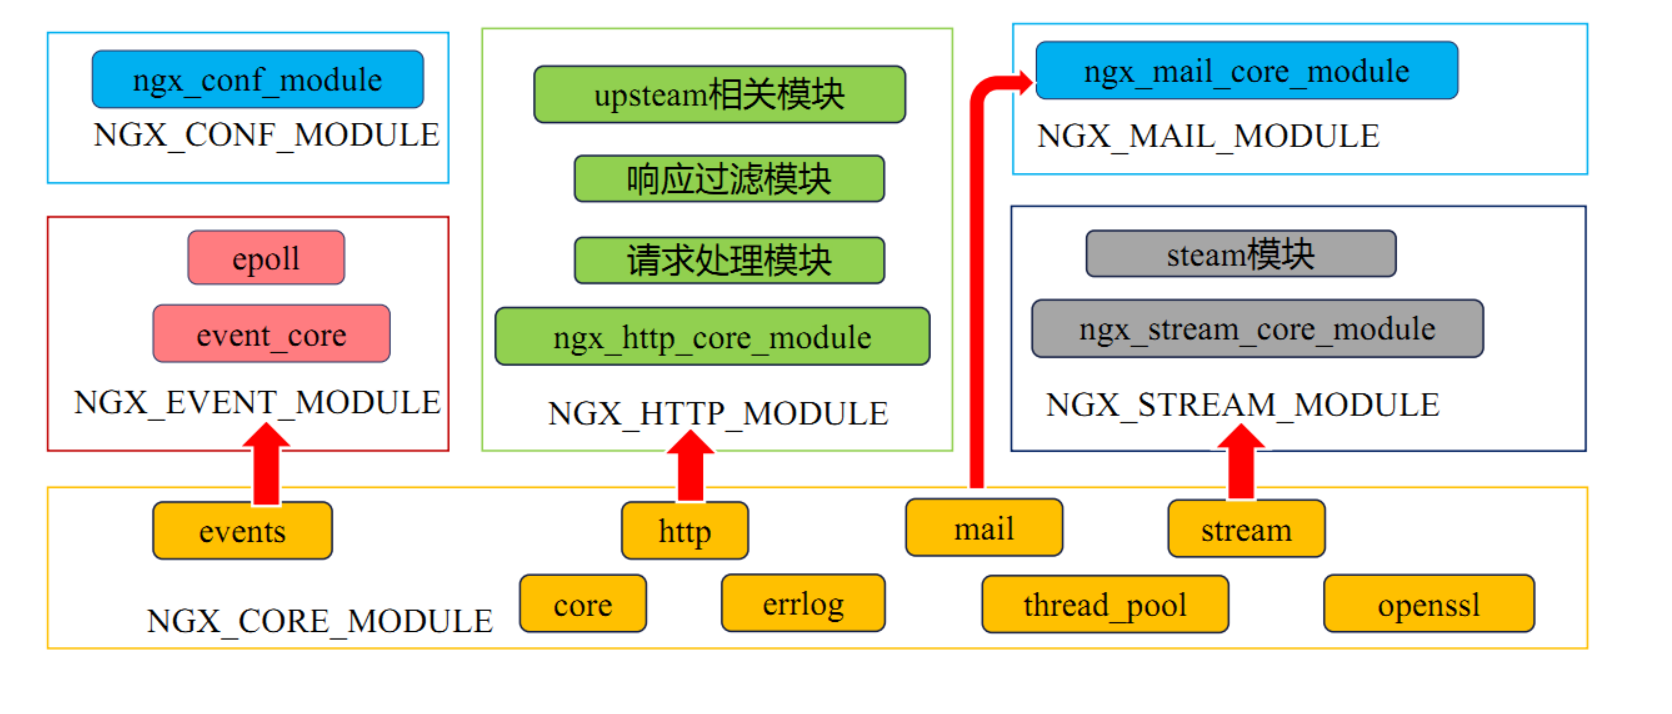 ngx_conf_module
NGX_CONF_MODULE
upsteam相关模块
响应过滤模块
请求处理模块
ngx_http_core_module
NGX_HTTP_MODULE
ngx_mail_core_module
NGX_MAIL_MODULE
epoll
event_core
NGX_EVENT_MODULE
steam模块
ngx_stream_core_module
NGX_STREAM_MODULE
events
http
mail
stream
NGX_CORE_MODULE
core
errlog
thread_pool
openssl